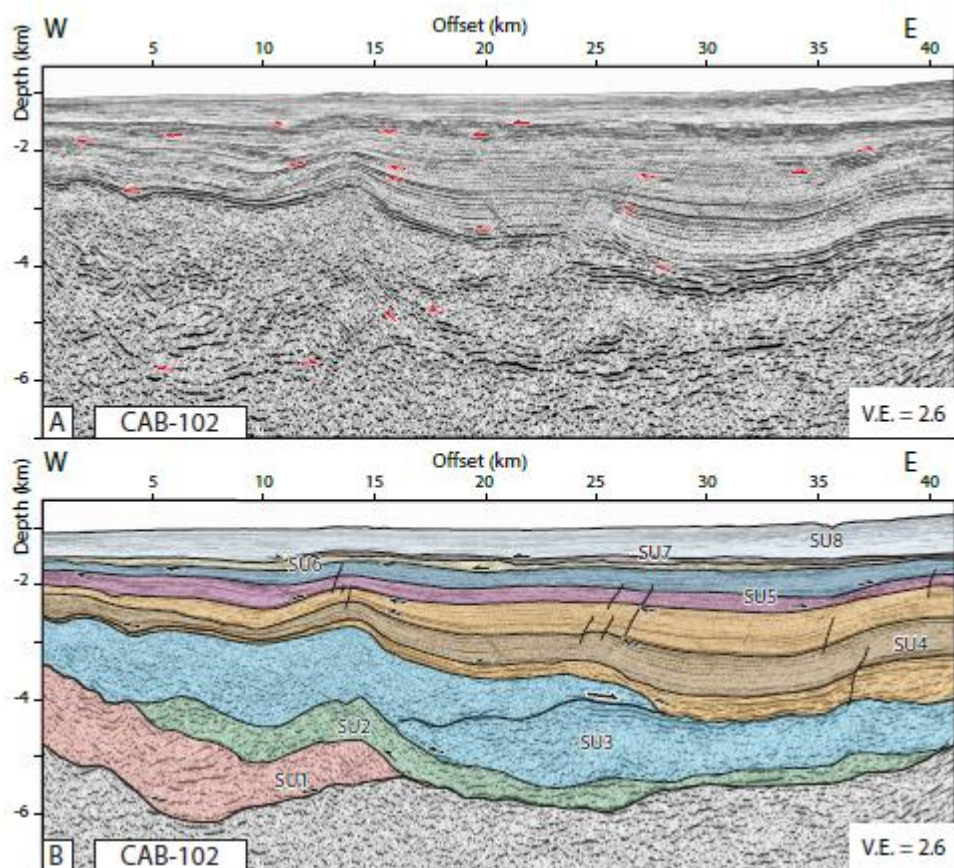 W Offset (km) E
5 10 15 20 25 30 35 40
Depth (km)
-2
-4
-6
A CAB-102 V.E. = 2.6
W Offset (km) E
5 10 15 20 25 30 35 40
Depth (km)
SU8
SU7
SU6
-2
SU5
SU4
-4
SU2
SU3
SU1
-6
B CAB-102 V.E. = 2.6